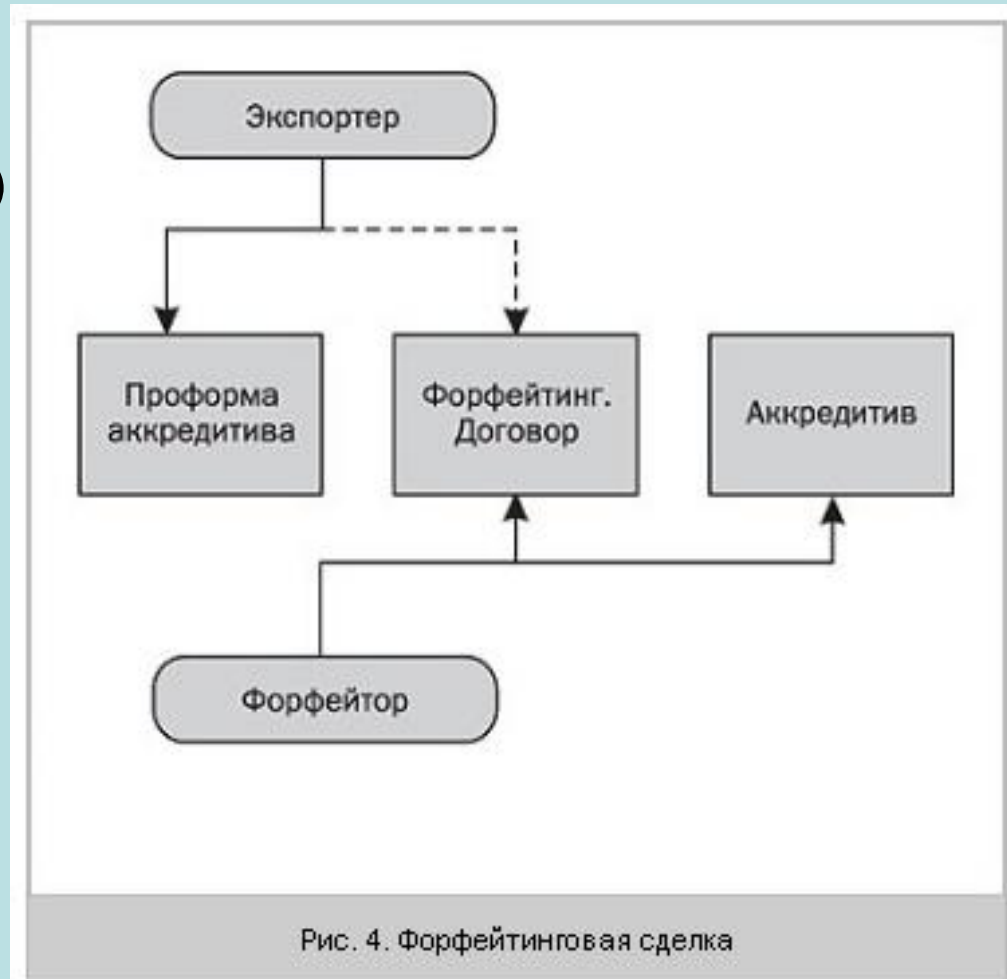 Экспортер
Проформа
аккредитива
Форфейтинг.
Договор
Аккредитив
Форфейтор
Рис. 4. Форфейтинговая сделка